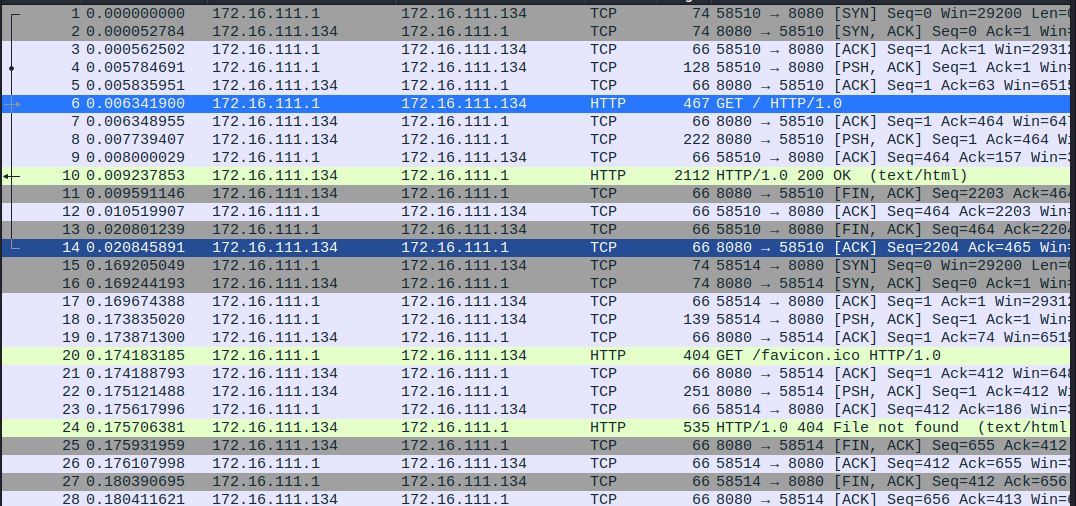 1 0.000000000 172.16.111.1 172.16.111.134 TCP 74 58510 → 8080 [SYN] Seq=0 Win=29200 Len=0
2 0.000052784 172.16.111.134 172.16.111.1 TCP 74 8080 → 58510 [SYN, ACK] Seq=0 Ack=1 Win=
3 0.000562502 172.16.111.1 172.16.111.134 TCP 66 58510 → 8080 [ACK] Seq=1 Ack=1 Win=29312
4 0.005784691 172.16.111.1 172.16.111.134 TCP 128 58510 → 8080 [PSH, ACK] Seq=1 Ack=1 Win=
5 0.005835951 172.16.111.134 172.16.111.1 TCP 66 8080 → 58510 [ACK] Seq=1 Ack=63 Win=6515
6 0.006341900 172.16.111.1 172.16.111.134 HTTP 467 GET / HTTP/1.0
7 0.006348955 172.16.111.134 172.16.111.1 TCP 66 8080 → 58510 [ACK] Seq=1 Ack=464 Win=647
8 0.007739407 172.16.111.134 172.16.111.1 TCP 222 8080 → 58510 [PSH, ACK] Seq=1 Ack=464 Wi
9 0.008000029 172.16.111.1 172.16.111.134 TCP 66 58510 → 8080 [ACK] Seq=464 Ack=157 Win=
10 0.009237853 172.16.111.134 172.16.111.1 HTTP 2112 HTTP/1.0 200 OK (text/html)
11 0.009591146 172.16.111.134 172.16.111.1 TCP 66 8080 → 58510 [FIN, ACK] Seq=2203 Ack=464
12 0.010519907 172.16.111.1 172.16.111.134 TCP 66 58510 → 8080 [ACK] Seq=464 Ack=2203 Win=
13 0.020801239 172.16.111.1 172.16.111.134 TCP 66 58510 → 8080 [FIN, ACK] Seq=464 Ack=2204
14 0.020845891 172.16.111.134 172.16.111.1 TCP 66 8080 → 58510 [ACK] Seq=2204 Ack=465 Win=
15 0.169205049 172.16.111.1 172.16.111.134 TCP 74 58514 → 8080 [SYN] Seq=0 Win=29200 Len=0
16 0.169244193 172.16.111.134 172.16.111.1 TCP 74 8080 → 58514 [SYN, ACK] Seq=0 Ack=1 Win=
17 0.169674388 172.16.111.1 172.16.111.134 TCP 66 58514 → 8080 [ACK] Seq=1 Ack=1 Win=29312
18 0.173835020 172.16.111.1 172.16.111.134 TCP 139 58514 → 8080 [PSH, ACK] Seq=1 Ack=1 Win=
19 0.173871300 172.16.111.134 172.16.111.1 TCP 66 8080 → 58514 [ACK] Seq=1 Ack=74 Win=6515
20 0.174183185 172.16.111.1 172.16.111.134 HTTP 404 GET /favicon.ico HTTP/1.0
21 0.174188793 172.16.111.134 172.16.111.1 TCP 66 8080 → 58514 [ACK] Seq=1 Ack=412 Win=648
22 0.175121488 172.16.111.134 172.16.111.1 TCP 251 8080 → 58514 [PSH, ACK] Seq=1 Ack=412 Wi
23 0.175617996 172.16.111.1 172.16.111.134 TCP 66 58514 → 8080 [ACK] Seq=412 Ack=186 Win=
24 0.175706381 172.16.111.134 172.16.111.1 HTTP 535 HTTP/1.0 404 File not found (text/html
25 0.175931959 172.16.111.134 172.16.111.1 TCP 66 8080 → 58514 [FIN, ACK] Seq=655 Ack=412
26 0.176107998 172.16.111.1 172.16.111.134 TCP 66 58514 → 8080 [ACK] Seq=412 Ack=655 Win=
27 0.180390695 172.16.111.1 172.16.111.134 TCP 66 58514 → 8080 [FIN, ACK] Seq=412 Ack=656
28 0.180411621 172.16.111.134 172.16.111.1 TCP 66 8080 → 58514 [ACK] Seq=656 Ack=413 Win=